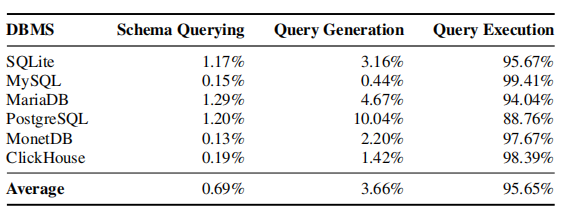 DBMS Schema Querying Query Generation Query Execution
SQLite 1.17% 3.16% 95.67%
MySQL 0.15% 0.44% 99.41%
MariaDB 1.29% 4.67% 94.04%
PostgreSQL 1.20% 10.04% 88.76%
MonetDB 0.13% 2.20% 97.67%
ClickHouse 0.19% 1.42% 98.39%
Average 0.69% 3.66% 95.65%